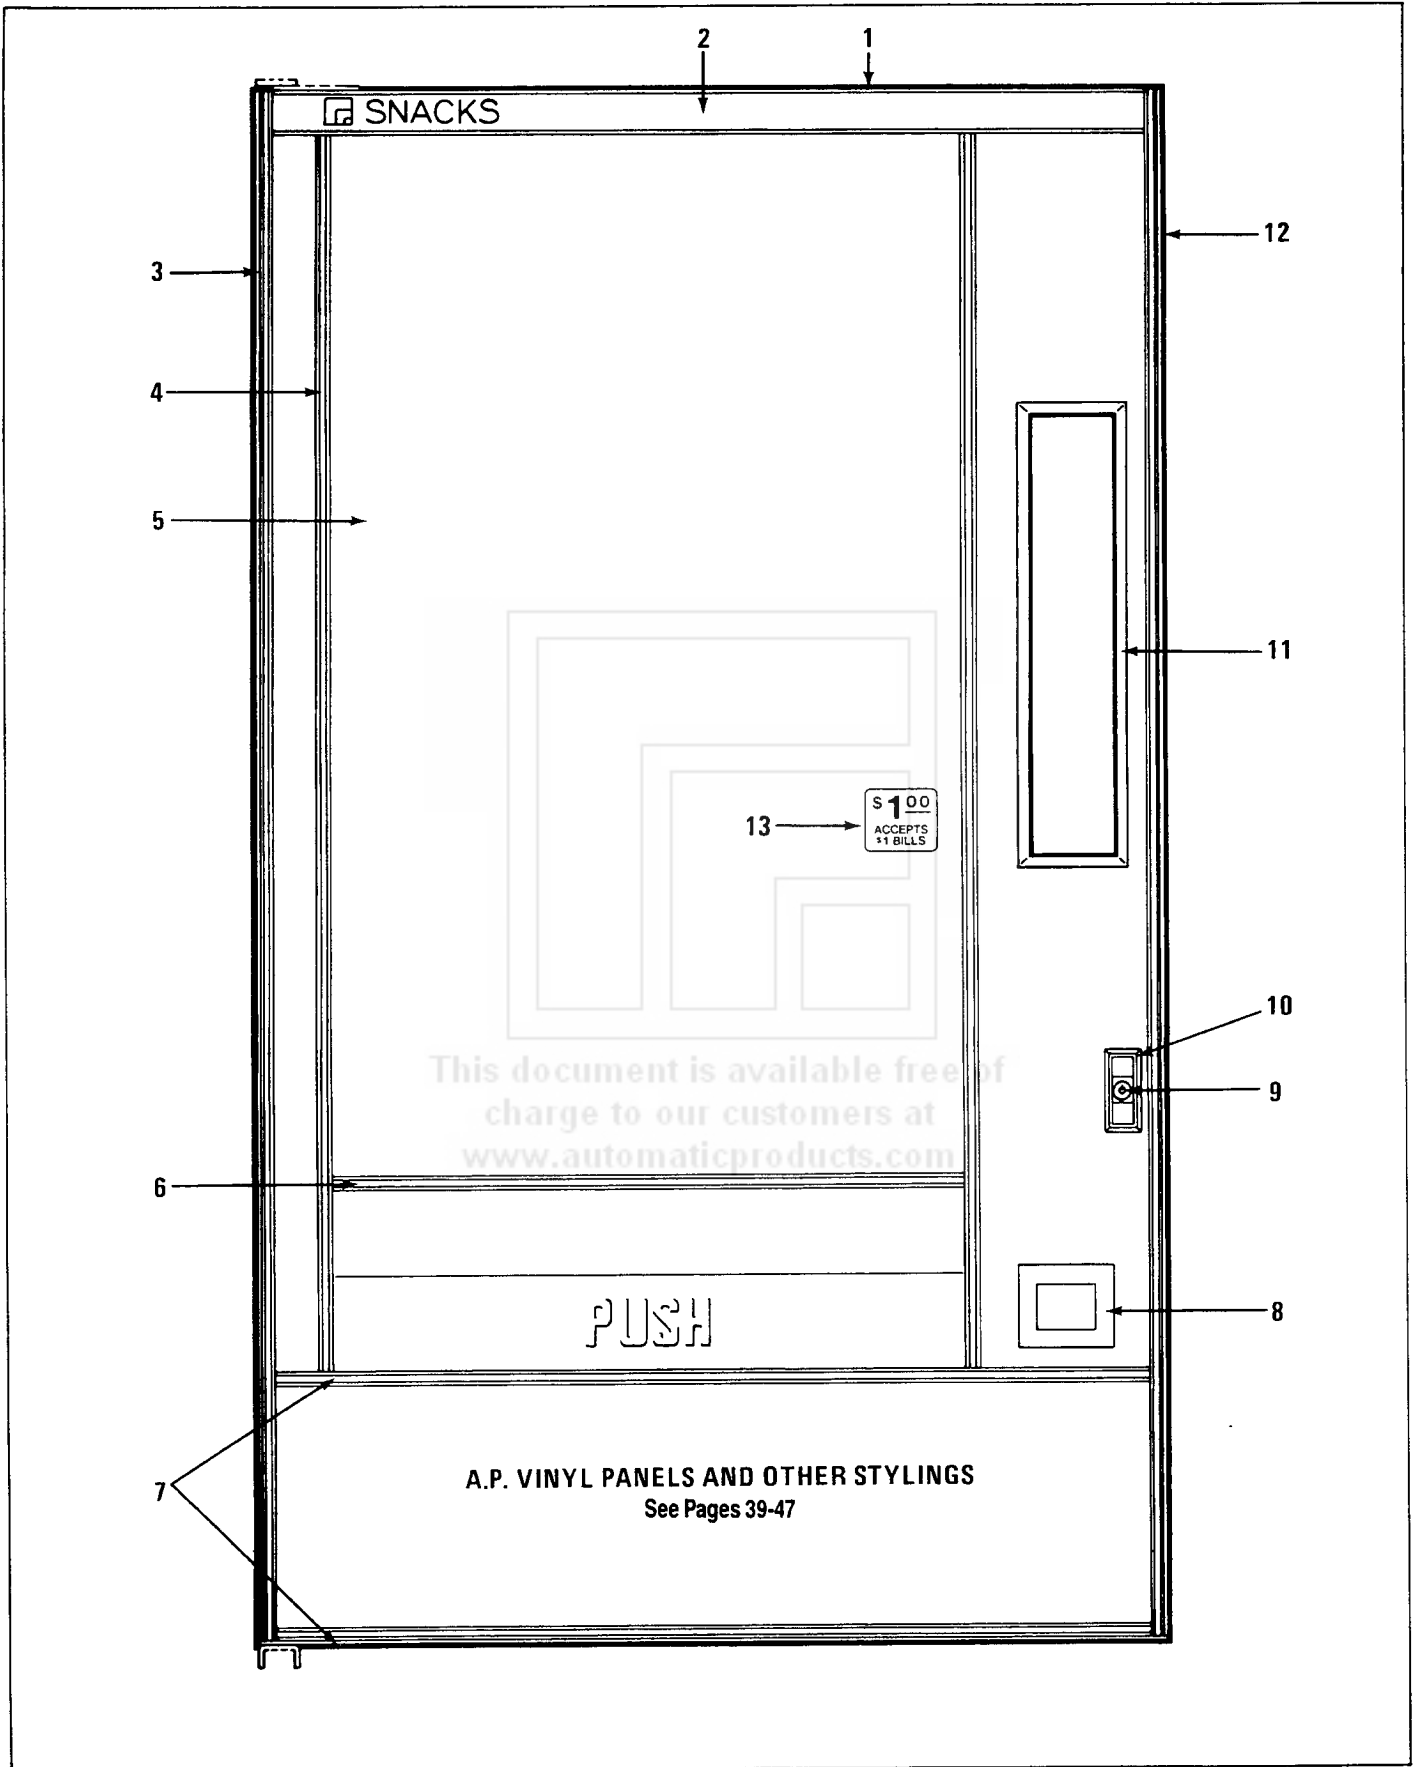 2
1
SNACKS
12
3
4
5
11
$ 1 00
ACCEPTS
$1 BILLS
13
10
This document is available free of
charge to our customers at
www.automaticproducts.com
9
6
PUSH
8
7
A.P. VINYL PANELS AND OTHER STYLINGS
See Pages 39-47